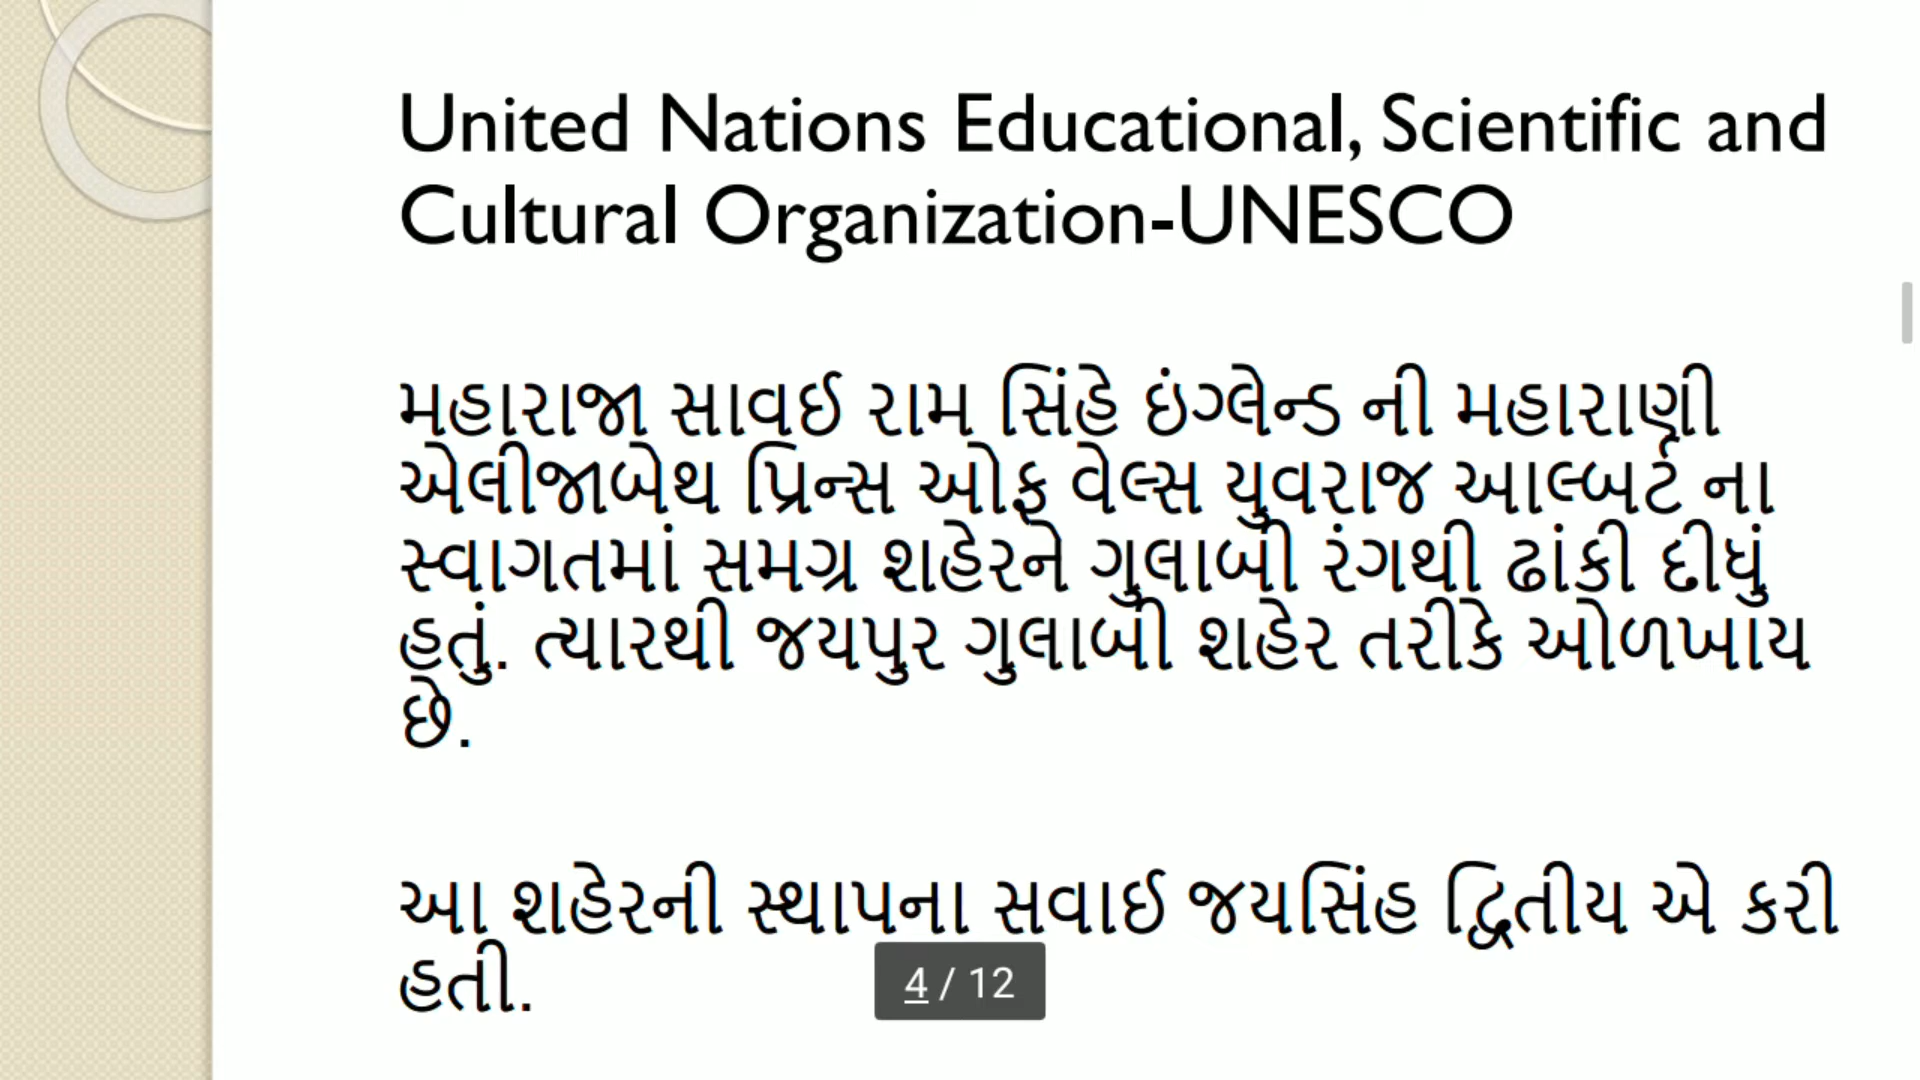 United Nations Educational, Scientific and
Cultural Organization-UNESCO
મહારાજા સાવઈ રામ સિંહે ઇંગ્લેન્ડ ની મહારાણી
એલીજાબેથ પ્રિન્સ ઓફ વેલ્સ યુવરાજ આલ્બર્ટ ના
સ્વાગતમાં સમગ્ર શહેરને ગુલાબી રંગથી ઢાંકી દીધું
હતું. ત્યારથી જયપુર ગુલાબી શહેર તરીકે ઓળખાય
છે.
આ શહેરની સ્થાપના સવાઈ જયસિંહ દ્વિતીય એ કરી
હતી.
4 / 12